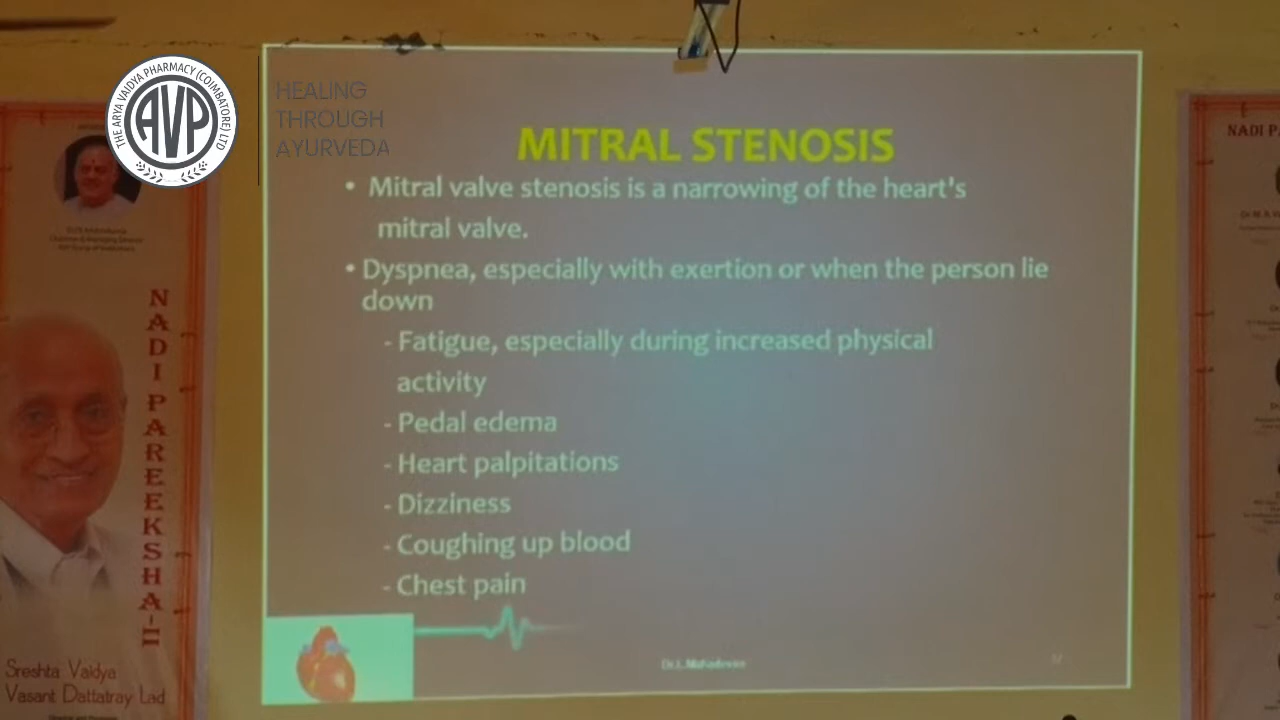 THE ARYA VAIDYA PHARMACY (COIMBATORE) LTD
AVP
HEALING
THROUGH
AYURVEDA
MITRAL STENOSIS
• Mitral valve stenosis is a narrowing of the heart's
mitral valve.
• Dyspnea, especially with exertion or when the person lie
down
- Fatigue, especially during increased physical
activity
- Pedal edema
- Heart palpitations
- Dizziness
- Coughing up blood
- Chest pain
NADI PAREEKSHA-II
Sreshta Vaidya
Vasant Dattatray Lad
NADI P